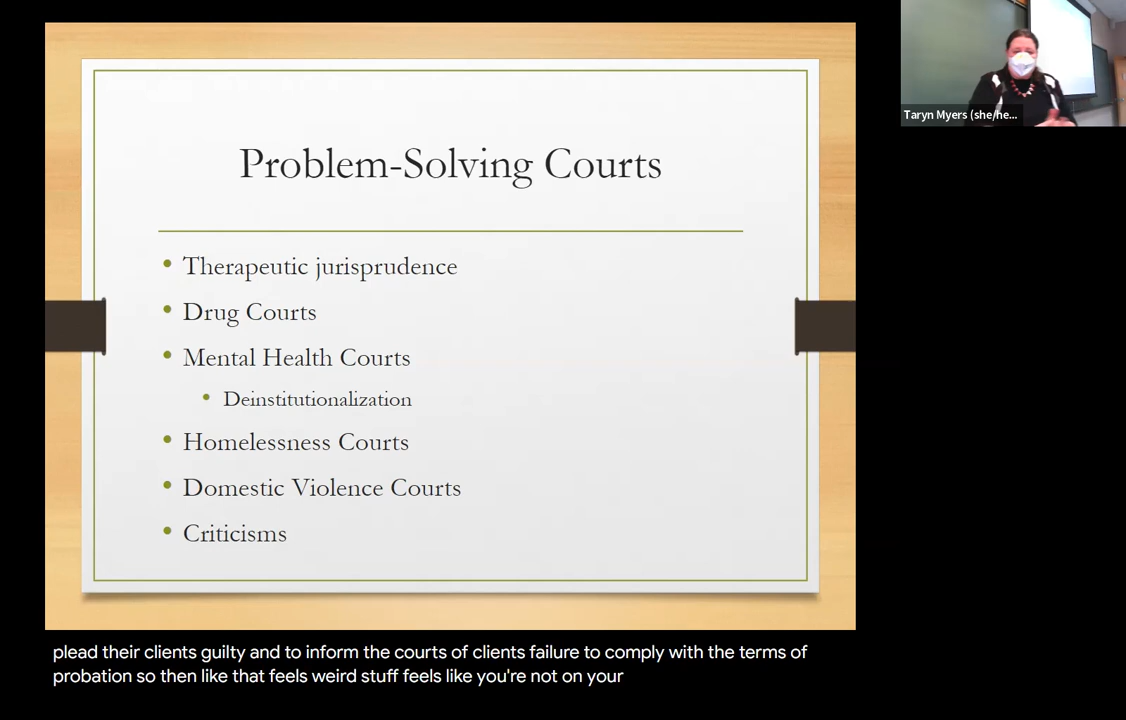 Problem-Solving Courts
Therapeutic jurisprudence
Drug Courts
Mental Health Courts
Deinstitutionalization
Homelessness Courts
Domestic Violence Courts
Criticisms
Taryn Myers (she/he...
plead their clients guilty and to inform the courts of clients failure to comply with the terms of
probation so then like that feels weird stuff feels like you're not on your